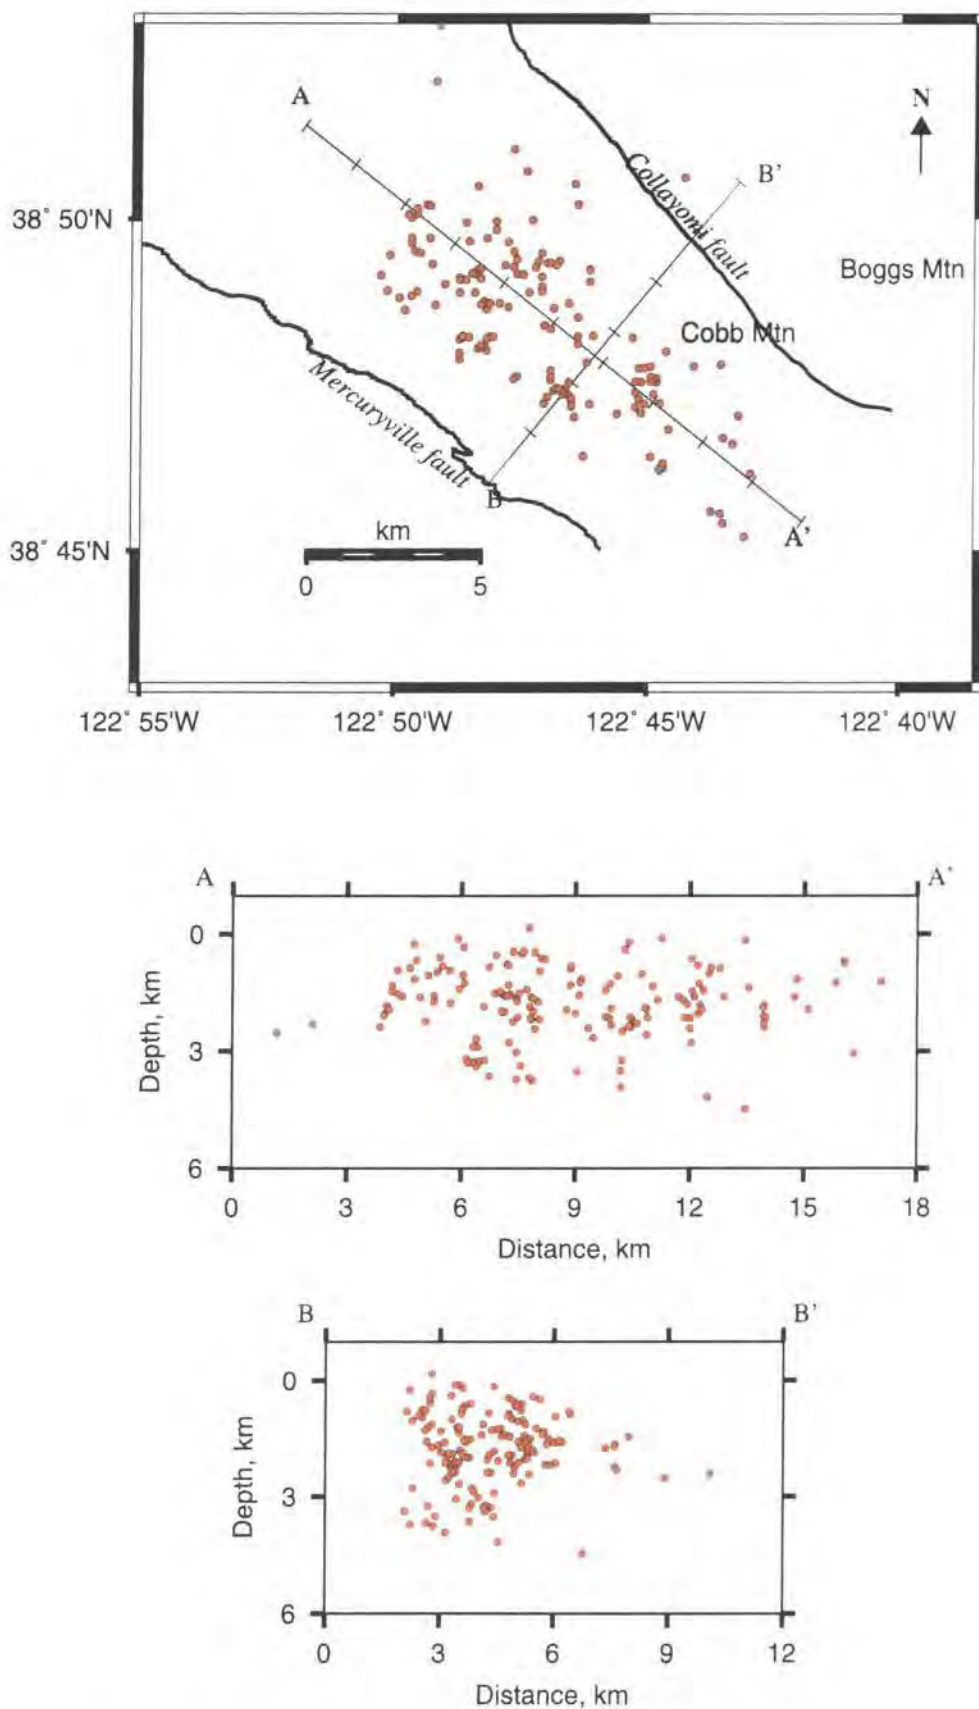 A
N
B'
Collayomi fault
38° 50'N
Boggs Mtn
Cobb Mtn
Mercuryville fault
B
A'
km
38° 45'N
0 5
122° 55'W 122° 50'W 122° 45'W 122° 40'W
A A'
0
3
6
Depth, km
0 3 6 9 12 15 18
Distance, km
B B'
0
3
6
Depth, km
0 3 6 9 12
Distance, km